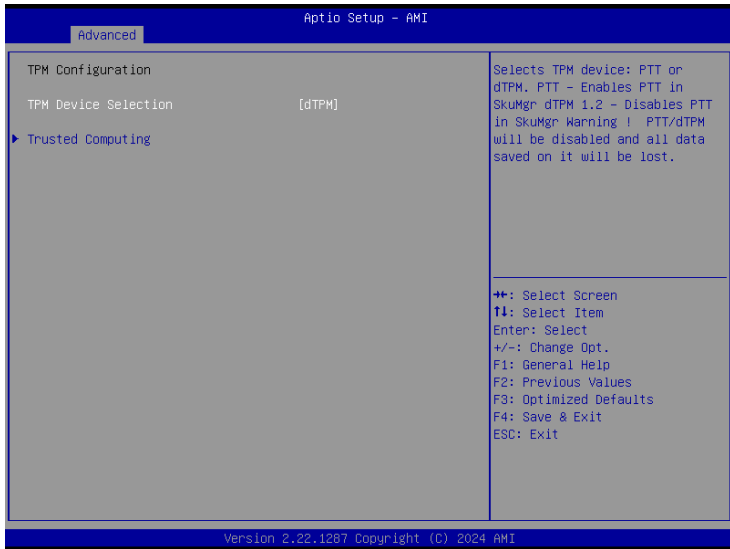 Aptio Setup – AMI
Advanced
TPM Configuration
TPM Device Selection [dTPM]
Trusted Computing
Selects TPM device: PTT or
dTPM. PTT – Enables PTT in
SkuMgr dTPM 1.2 – Disables PTT
in SkuMgr Warning ! PTT/dTPM
will be disabled and all data
saved on it will be lost.
→←: Select Screen
↑↓: Select Item
Enter: Select
+/–: Change Opt.
F1: General Help
F2: Previous Values
F3: Optimized Defaults
F4: Save & Exit
ESC: Exit
Version 2.22.1287 Copyright (C) 2024 AMI